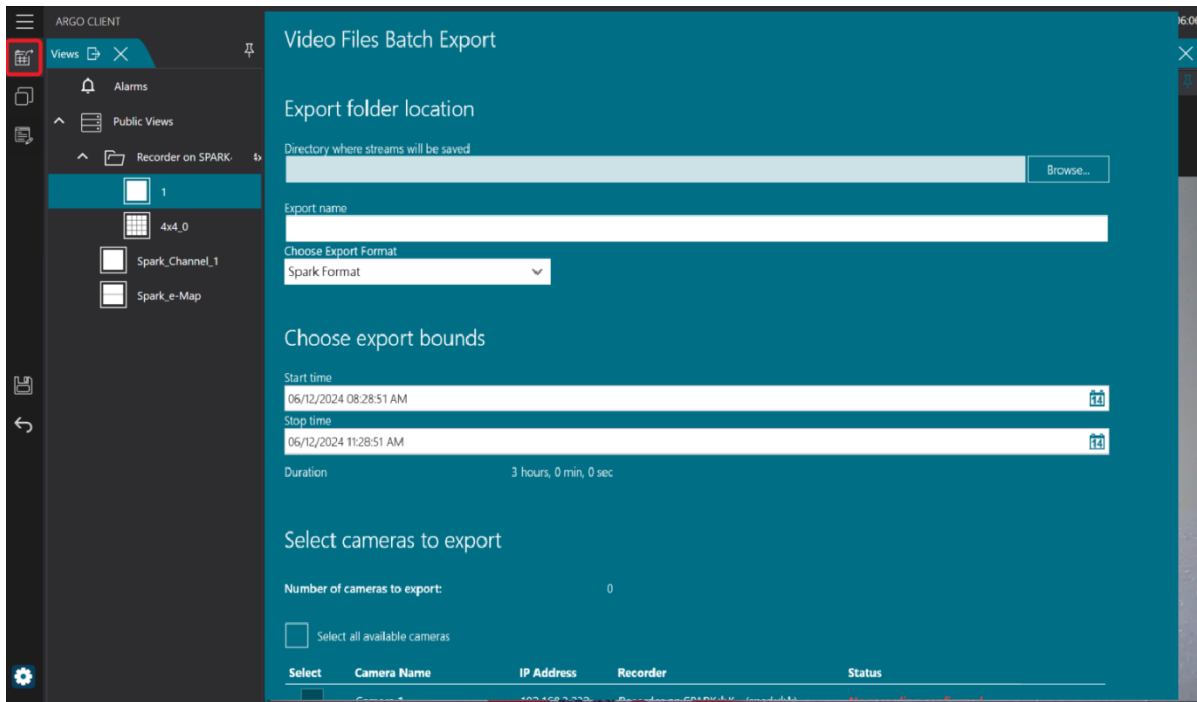 ARGO CLIENT
Views
Alarms
Public Views
Recorder on SPARK-
1
4x4_0
Spark_Channel_1
Spark_e-Map
Video Files Batch Export
Export folder location
Directory where streams will be saved
Browse...
Export name
Choose Export Format
Spark Format
Choose export bounds
Start time
06/12/2024 08:28:51 AM
14
Stop time
06/12/2024 11:28:51 AM
14
Duration 3 hours, 0 min, 0 sec
Select cameras to export
Number of cameras to export: 0
Select all available cameras
Select Camera Name IP Address Recorder Status